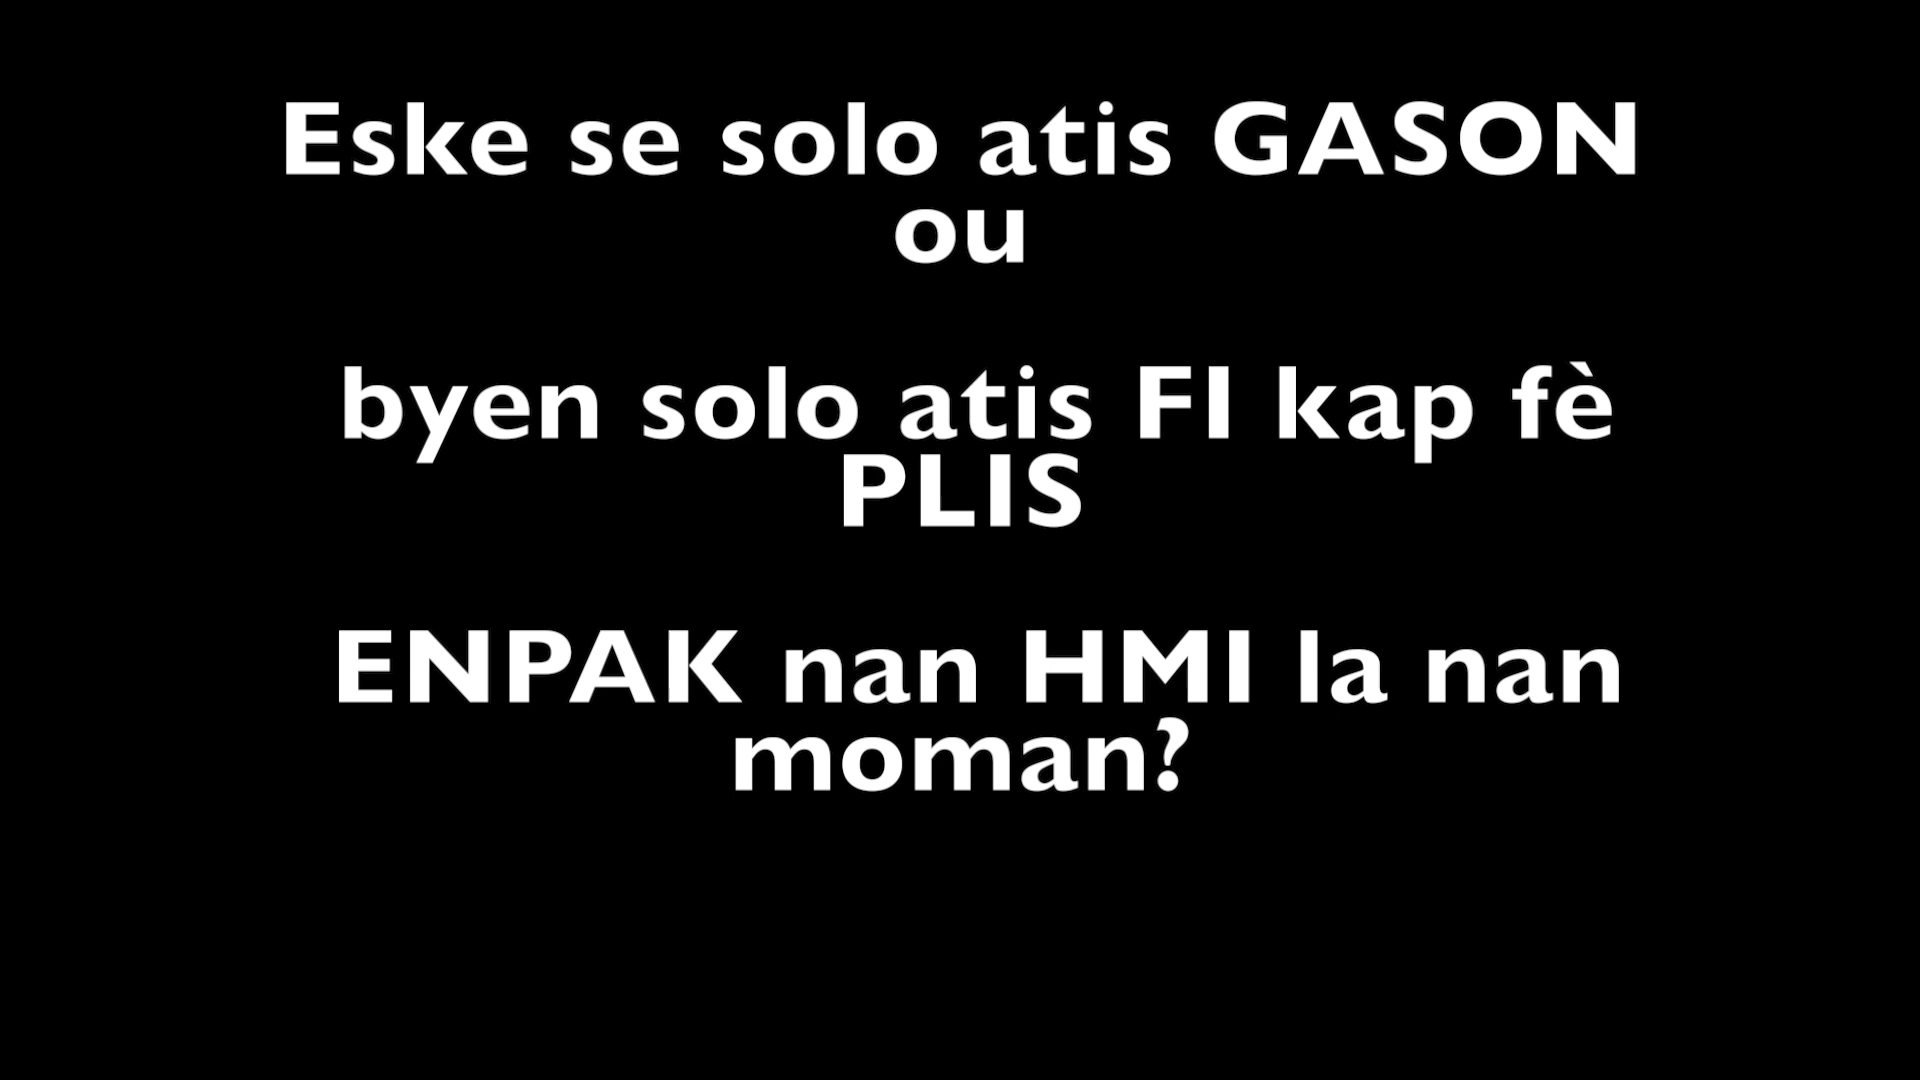 Eske se solo atis GASON
ou
byen solo atis FI kap fè
PLIS
ENPAK nan HMI la nan
moman?